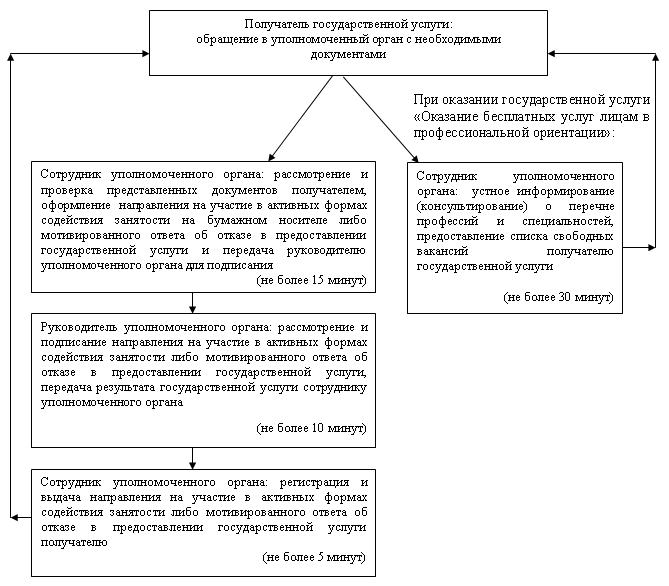 Получатель государственной услуги:
обращение в уполномоченный орган с необходимыми
документами
При оказании государственной услуги
«Оказание бесплатных услуг лицам в
профессиональной ориентации»:
Сотрудник уполномоченного органа: рассмотрение и
проверка представленных документов получателем,
оформление направления на участие в активных формах
содействия занятости на бумажном носителе либо
мотивированного ответа об отказе в предоставлении
государственной услуги и передача руководителю
уполномоченного органа для подписания
(не более 15 минут)
Сотрудник уполномоченного
органа: устное информирование
(консультирование) о перечне
профессий и специальностей,
предоставление списка свободных
вакансий получателю
государственной услуги
(не более 30 минут)
Руководитель уполномоченного органа: рассмотрение и
подписание направления на участие в активных формах
содействия занятости либо мотивированного ответа об
отказе в предоставлении государственной услуги,
передача результата государственной услуги сотруднику
уполномоченного органа
(не более 10 минут)
Сотрудник уполномоченного органа: регистрация и
выдача направления на участие в активных формах
содействия занятости либо мотивированного ответа об
отказе в предоставлении государственной услуги
получателю
(не более 5 минут)